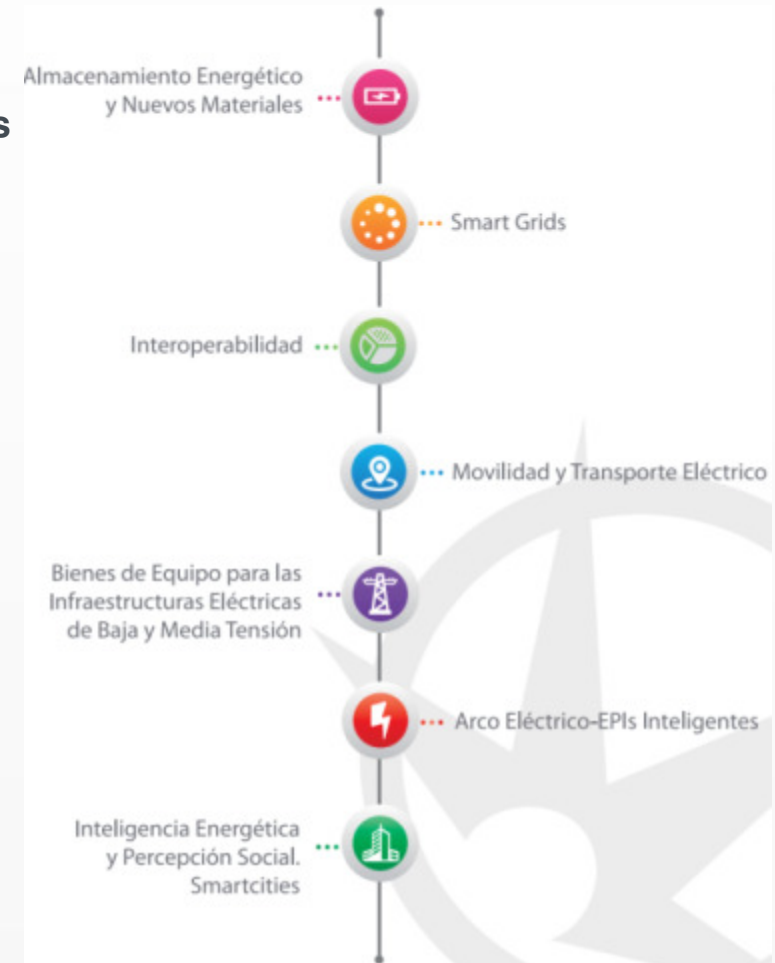 Almacenamiento Energético
y Nuevos Materiales
s
Smart Grids
Interoperabilidad
Movilidad y Transporte Eléctrico
Bienes de Equipo para las
Infraestructuras Eléctricas
de Baja y Media Tensión
Arco Eléctrico-EPIs Inteligentes
Inteligencia Energética
y Percepción Social.
Smartcities